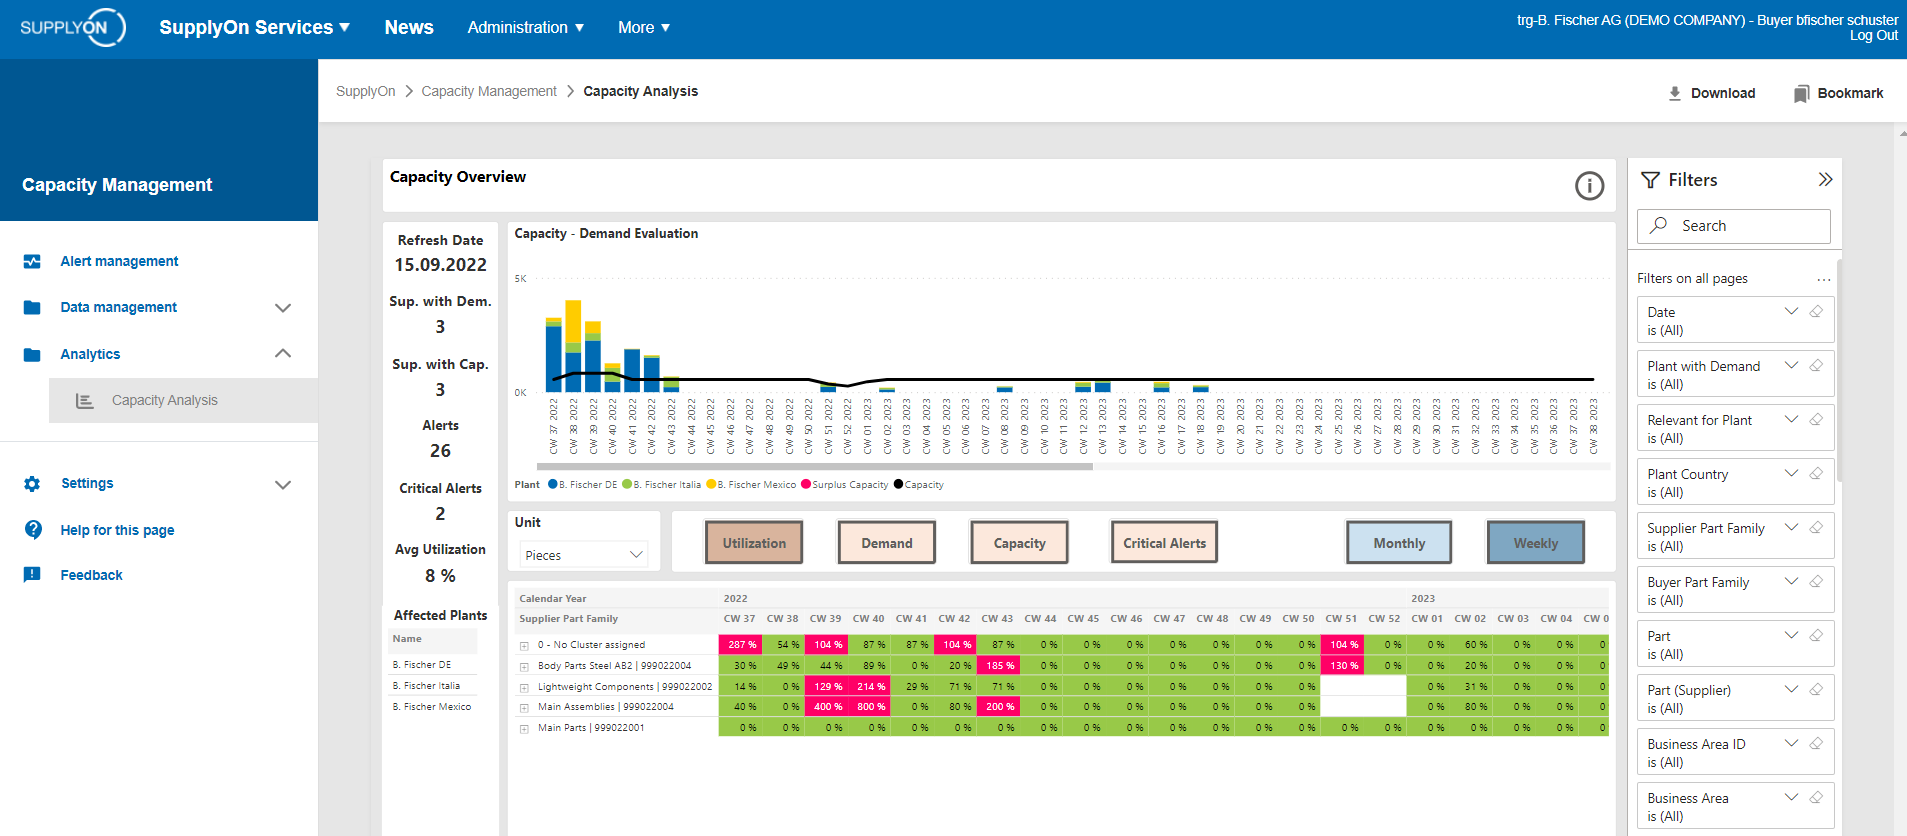 SUPPLYON
SupplyOn Services
News
Administration
More
trg-B. Fischer AG (DEMO COMPANY) - Buyer bfischer schuster
Log Out
Capacity Management
Alert management
Data management
Analytics
Capacity Analysis
Settings
Help for this page
Feedback
SupplyOn > Capacity Management > Capacity Analysis
Download
Bookmark
Capacity Overview
Refresh Date
15.09.2022
Sup. with Dem.
3
Sup. with Cap.
3
Alerts
26
Critical Alerts
2
Avg Utilization
8 %
Affected Plants
Name
B. Fischer DE
B. Fischer Italia
B. Fischer Mexico
Capacity - Demand Evaluation
5K
0K
CW 37 2022 CW 38 2022 CW 39 2022 CW 40 2022 CW 41 2022 CW 42 2022 CW 43 2022 CW 44 2022 CW 45 2022 CW 46 2022 CW 47 2022 CW 48 2022 CW 49 2022 CW 50 2022 CW 51 2022 CW 52 2022 CW 01 2023 CW 02 2023 CW 03 2023 CW 04 2023 CW 05 2023 CW 06 2023 CW 07 2023 CW 08 2023 CW 09 2023 CW 10 2023 CW 11 2023 CW 12 2023 CW 13 2023 CW 14 2023 CW 15 2023 CW 16 2023 CW 17 2023 CW 18 2023 CW 19 2023 CW 20 2023 CW 21 2023 CW 22 2023 CW 23 2023 CW 24 2023 CW 25 2023 CW 26 2023 CW 27 2023 CW 28 2023 CW 29 2023 CW 30 2023 CW 31 2023 CW 32 2023 CW 33 2023 CW 34 2023 CW 35 2023 CW 36 2023 CW 37 2023 CW 38 2023
Plant B. Fischer DE B. Fischer Italia B. Fischer Mexico Surplus Capacity Capacity
Unit
Pieces
Utilization
Demand
Capacity
Critical Alerts
Monthly
Weekly
Calendar Year 2022 2023
Supplier Part Family CW 37 CW 38 CW 39 CW 40 CW 41 CW 42 CW 43 CW 44 CW 45 CW 46 CW 47 CW 48 CW 49 CW 50 CW 51 CW 52 CW 01 CW 02 CW 03 CW 04 CW 0
0 - No Cluster assigned 287 % 54 % 104 % 87 % 87 % 104 % 87 % 0 % 0 % 0 % 0 % 0 % 0 % 0 % 104 % 0 % 0 % 60 % 0 % 0 % 0
Body Parts Steel AB2 | 999022004 30 % 49 % 44 % 89 % 0 % 20 % 185 % 0 % 0 % 0 % 0 % 0 % 0 % 0 % 130 % 0 % 0 % 20 % 0 % 0 % 0
Lightweight Components | 999022002 14 % 0 % 129 % 214 % 29 % 71 % 71 % 0 % 0 % 0 % 0 % 0 % 0 % 0 % 0 % 31 % 0 % 0 % 0
Main Assemblies | 999022004 40 % 0 % 400 % 800 % 0 % 80 % 200 % 0 % 0 % 0 % 0 % 0 % 0 % 0 % 0 % 80 % 0 % 0 % 0
Main Parts | 999022001 0 % 0 % 0 % 0 % 0 % 0 % 0 % 0 % 0 % 0 % 0 % 0 % 0 % 0 % 0 % 0 % 0 % 0 % 0 % 0 % 0
Filters
Search
Filters on all pages ...
Date
is (All)
Plant with Demand
is (All)
Relevant for Plant
is (All)
Plant Country
is (All)
Supplier Part Family
is (All)
Buyer Part Family
is (All)
Part
is (All)
Part (Supplier)
is (All)
Business Area ID
is (All)
Business Area
is (All)